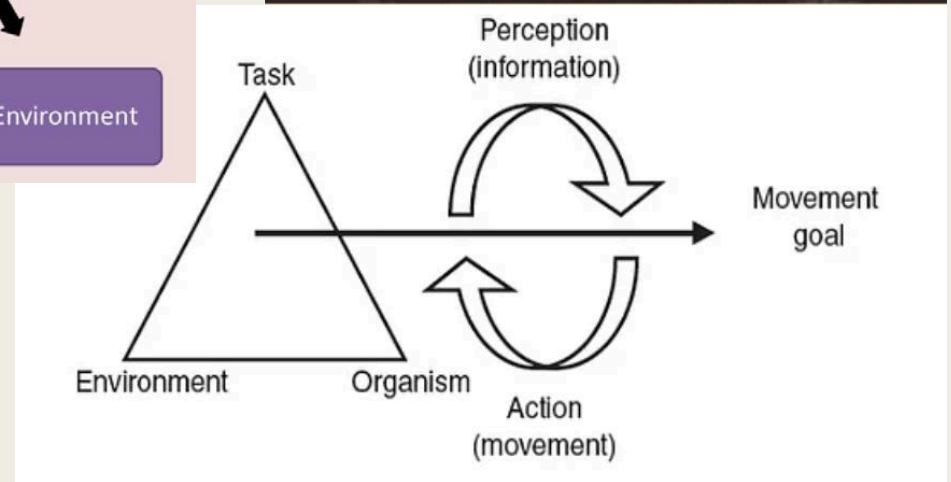 Environment
Task
Perception
(information)
Movement
goal
Environment
Organism
Action
(movement)